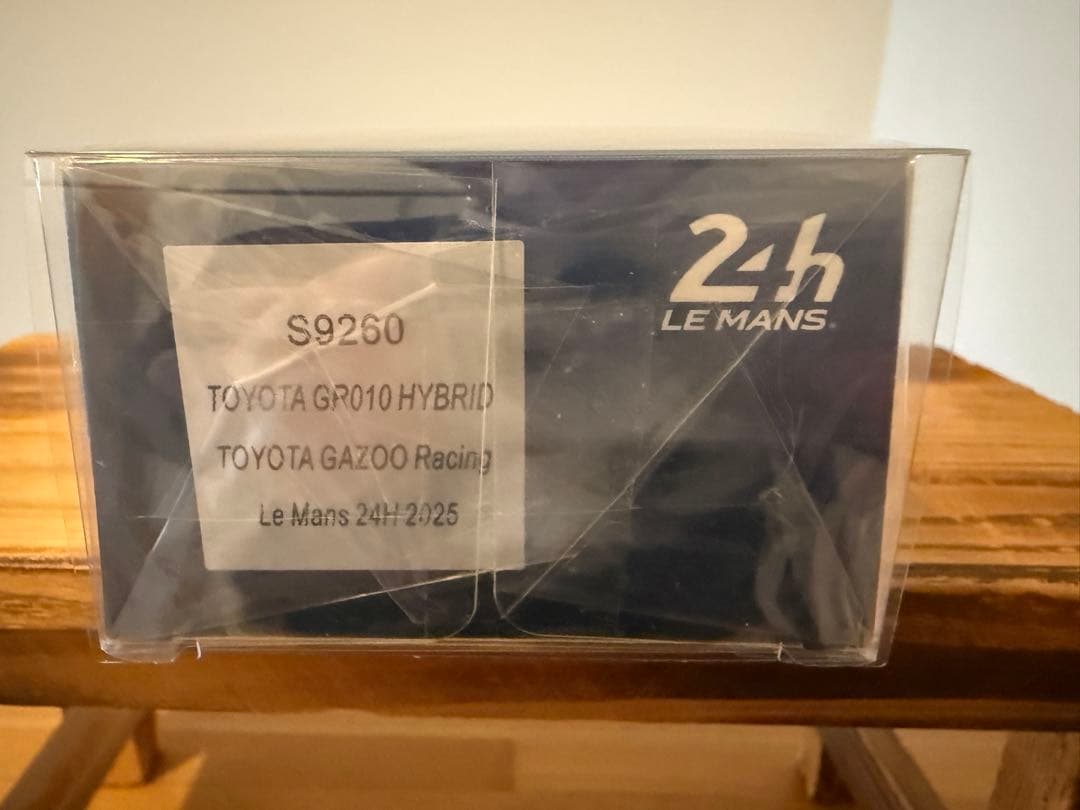 S9260
TOYOTA GR010 HYBRID
TOYOTA GAZOO Racing
Le Mans 24H 2025
24h
LE MANS